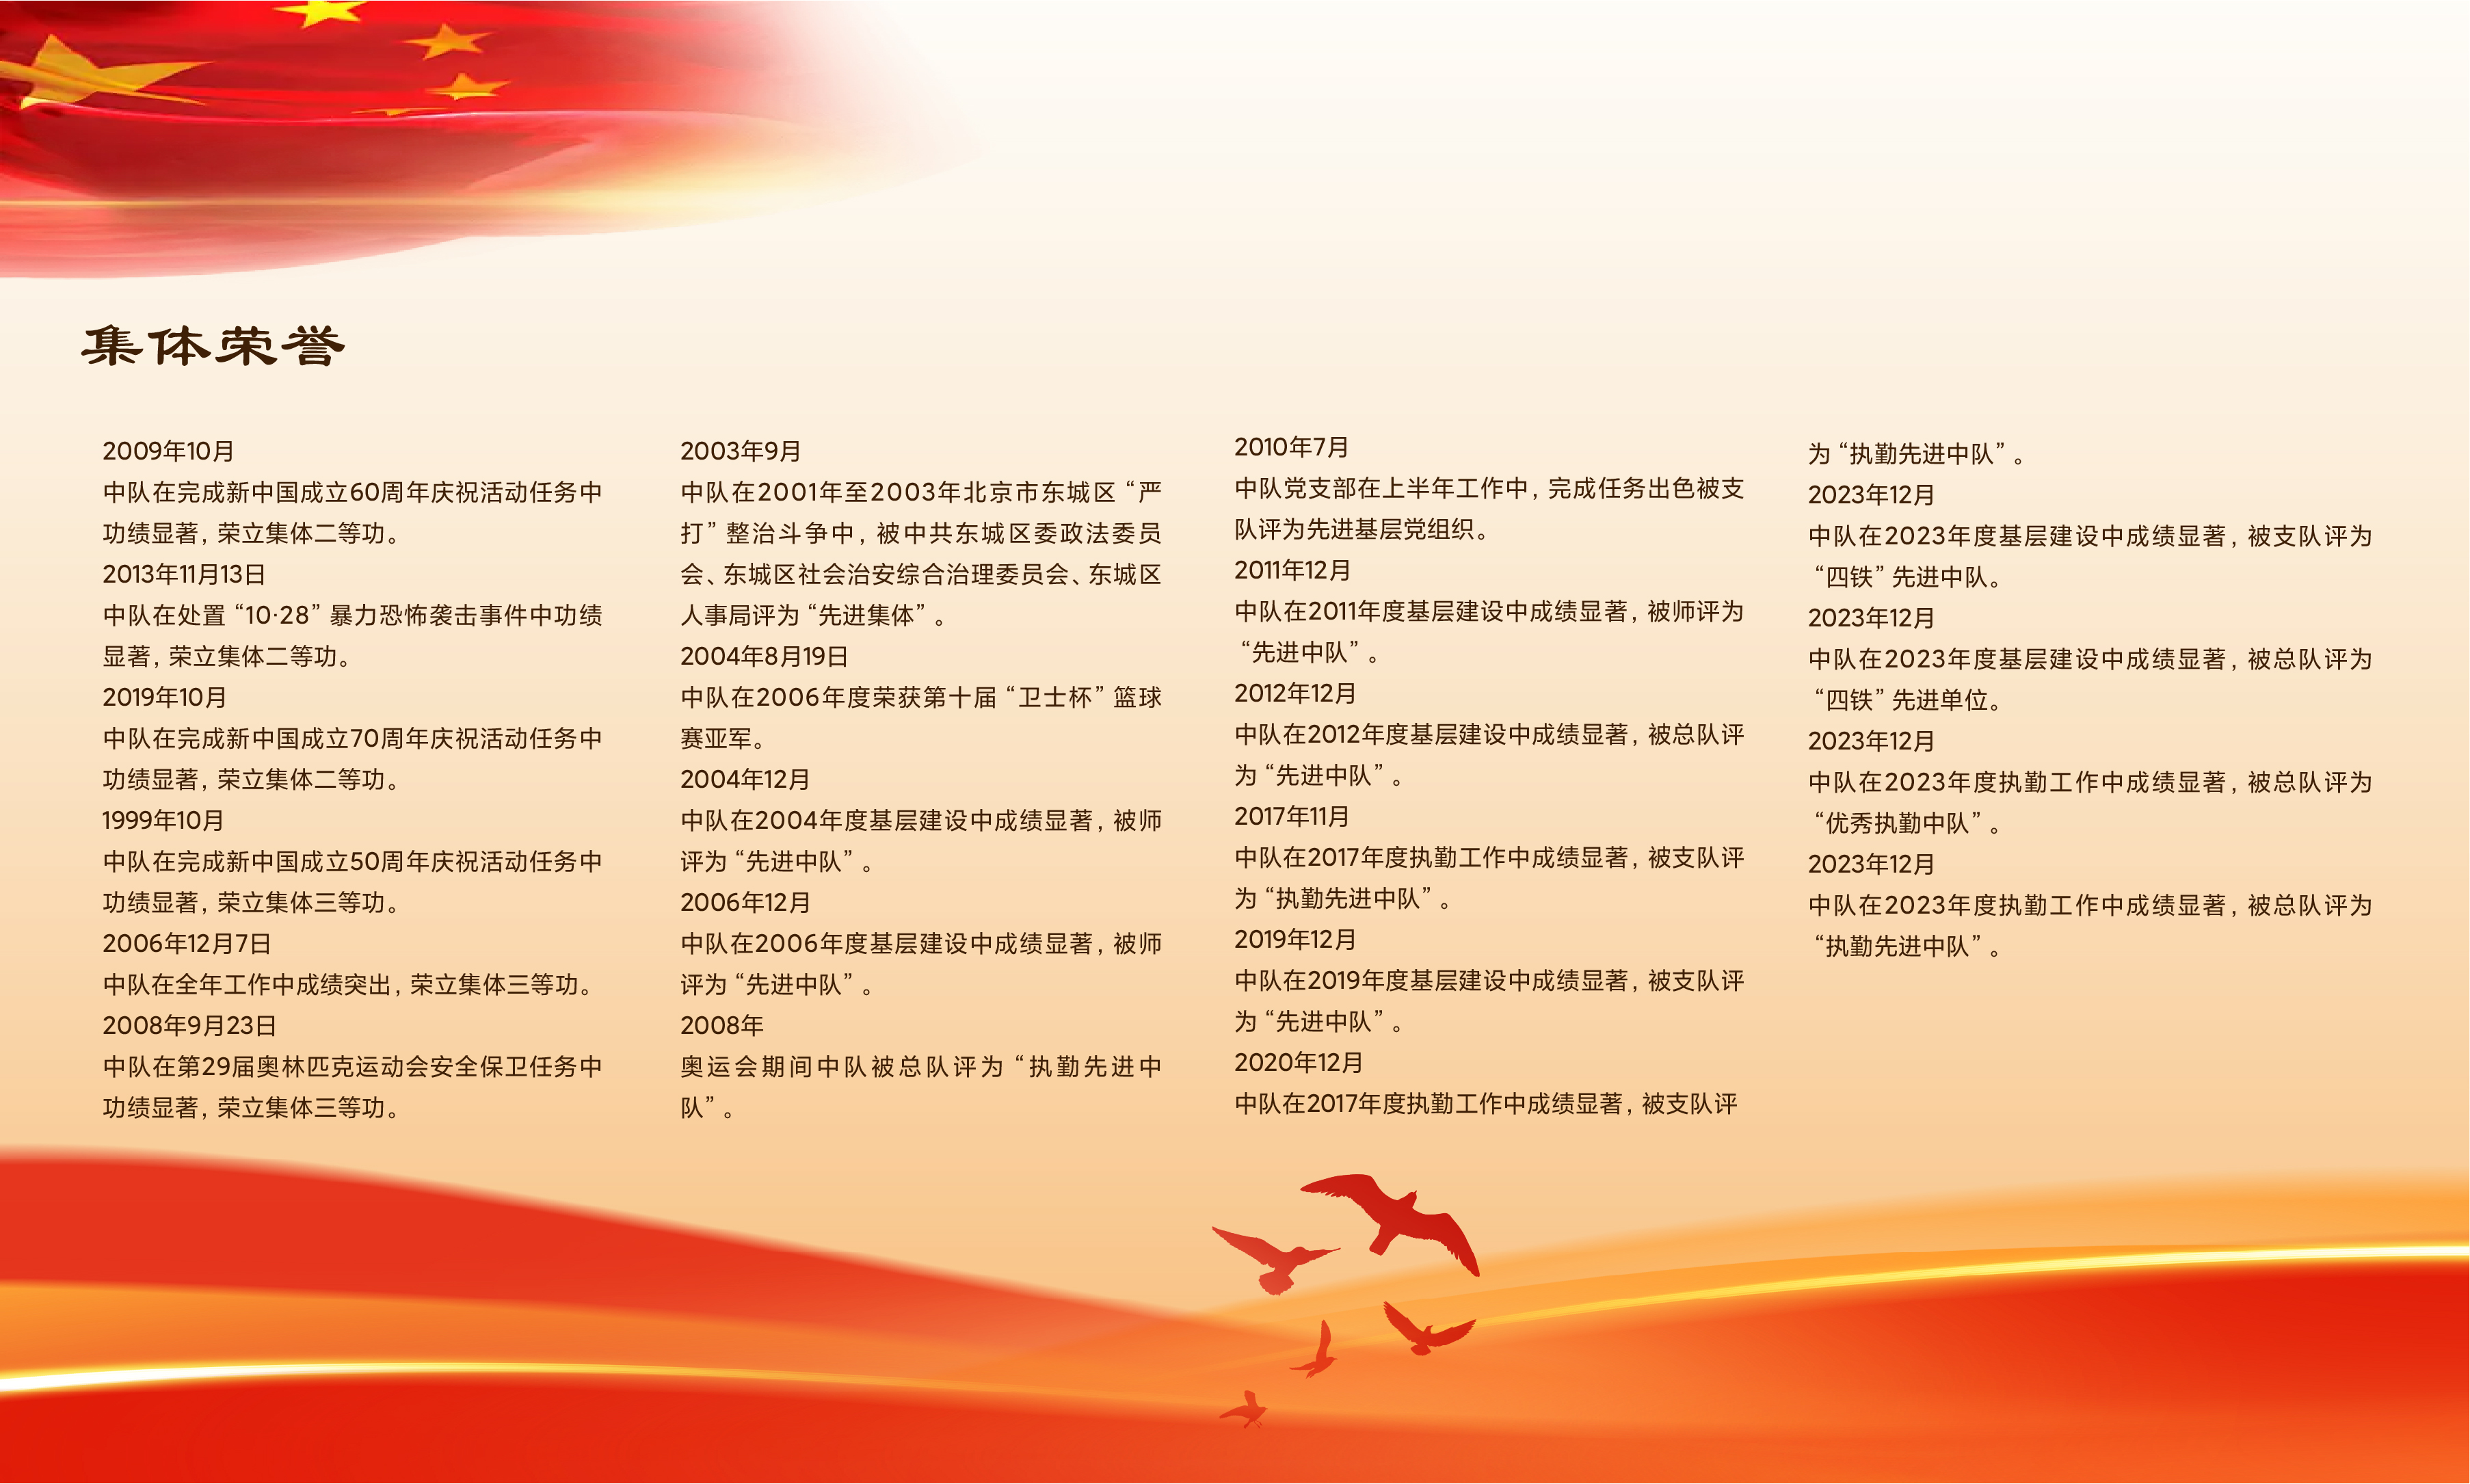 集体荣誉
2009年10月
中队在完成新中国成立60周年庆祝活动任务中
功绩显著，荣立集体二等功。
2013年11月13日
中队在处置“10·28”暴力恐怖袭击事件中功绩
显著，荣立集体二等功。
2019年10月
中队在完成新中国成立70周年庆祝活动任务中
功绩显著，荣立集体二等功。
1999年10月
中队在完成新中国成立50周年庆祝活动任务中
功绩显著，荣立集体三等功。
2006年12月7日
中队在全年工作中成绩突出，荣立集体三等功。
2008年9月23日
中队在第29届奥林匹克运动会安全保卫任务中
功绩显著，荣立集体三等功。
2003年9月
中队在2001年至2003年北京市东城区“严
打”整治斗争中，被中共东城区委政法委员
会、东城区社会治安综合治理委员会、东城区
人事局评为“先进集体”。
2004年8月19日
中队在2006年度荣获第十届“卫士杯”篮球
赛亚军。
2004年12月
中队在2004年度基层建设中成绩显著，被师
评为“先进中队”。
2006年12月
中队在2006年度基层建设中成绩显著，被师
评为“先进中队”。
2008年
奥运会期间中队被总队评为“执勤先进中
队”。
2010年7月
中队党支部在上半年工作中，完成任务出色被支
队评为先进基层党组织。
2011年12月
中队在2011年度基层建设中成绩显著，被师评为
“先进中队”。
2012年12月
中队在2012年度基层建设中成绩显著，被总队评
为“先进中队”。
2017年11月
中队在2017年度执勤工作中成绩显著，被支队评
为“执勤先进中队”。
2019年12月
中队在2019年度基层建设中成绩显著，被支队评
为“先进中队”。
2020年12月
中队在2017年度执勤工作中成绩显著，被支队评
为“执勤先进中队”。
2023年12月
中队在2023年度基层建设中成绩显著，被支队评为
“四铁”先进中队。
2023年12月
中队在2023年度基层建设中成绩显著，被总队评为
“四铁”先进单位。
2023年12月
中队在2023年度执勤工作中成绩显著，被总队评为
“优秀执勤中队”。
2023年12月
中队在2023年度执勤工作中成绩显著，被总队评为
“执勤先进中队”。